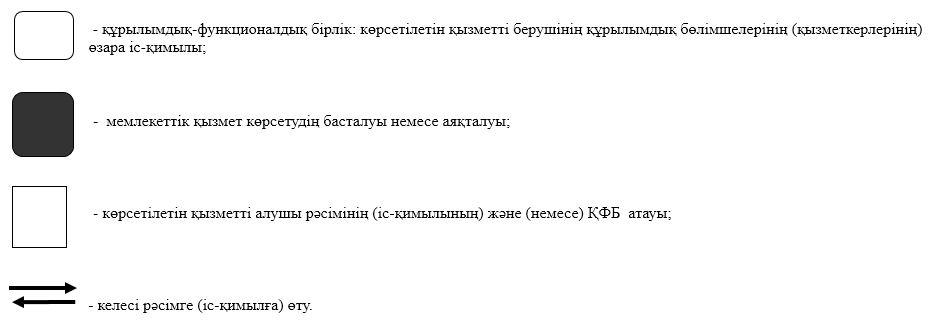 - құрылымдық-функционалдық бірлік: көрсетілетін қызметті берушінің құрылымдық бөлімшелерінің (қызметкерлерінің)
өзара іс-қимылы;
- мемлекеттік қызмет көрсетудің басталуы немесе аяқталуы;
- көрсетілетін қызметті алушы рәсімінің (іс-қимылының) және (немесе) ҚФБ атауы;
- келесі рәсімге (іс-қимылға) өту.